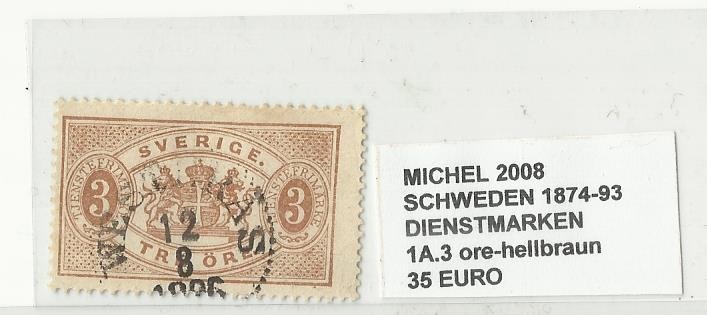 SVERIGE.
TJENSTEFRIMÄRKE
3
3
TRE ÖRE
12
8
MICHEL 2008
SCHWEDEN 1874-93
DIENSTMARKEN
1A.3 ore-hellbraun
35 EURO